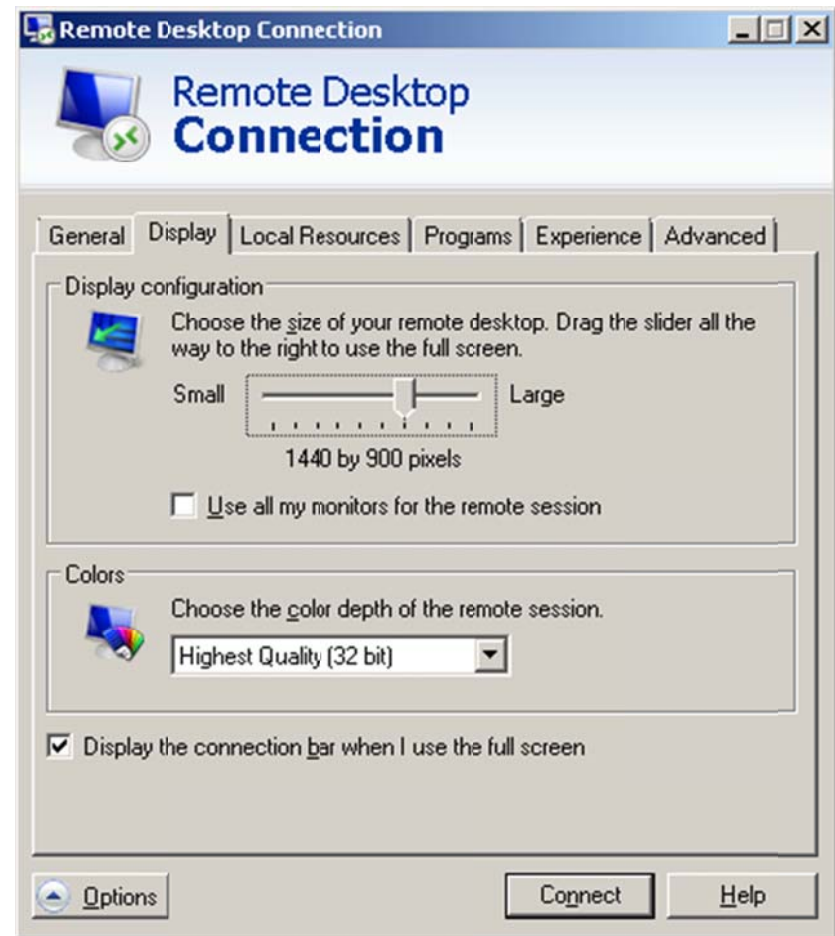 Remote Desktop Connection
Remote Desktop
Connection
General Display Local Resources Programs Experience Advanced
Display configuration
Choose the size of your remote desktop. Drag the slider all the
way to the right to use the full screen.
Small Large
1440 by 900 pixels
Use all my monitors for the remote session
Colors
Choose the color depth of the remote session.
Highest Quality (32 bit)
Display the connection bar when I use the full screen
Options Connect Help